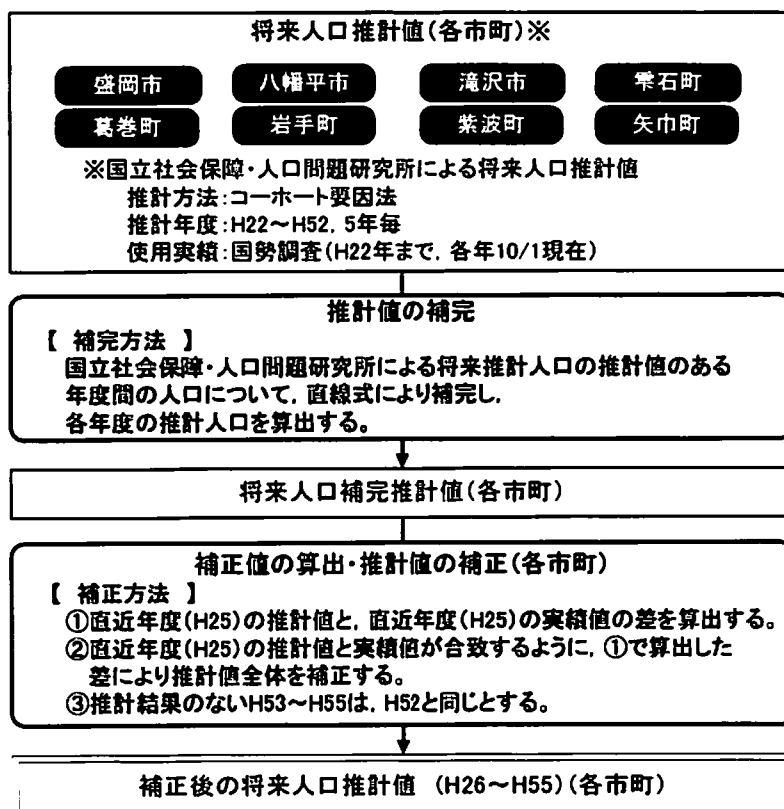 将来人口推計値(各市町)※
盛岡市 八幡平市 滝沢市 雫石町
葛巻町 岩手町 紫波町 矢巾町
※国立社会保障・人口問題研究所による将来人口推計値
推計方法:コーホート要因法
推計年度:H22～H52, 5年毎
使用実績:国勢調査(H22年まで, 各年10/1現在)
推計値の補完
【 補完方法 】
国立社会保障・人口問題研究所による将来推計人口の推計値のある
年度間の人口について, 直線式により補完し,
各年度の推計人口を算出する。
将来人口補完推計値(各市町)
補正値の算出・推計値の補正(各市町)
【 補正方法 】
①直近年度(H25)の推計値と, 直近年度(H25)の実績値の差を算出する。
②直近年度(H25)の推計値と実績値が合致するように, ①で算出した
差により推計値全体を補正する。
③推計結果のないH53～H55は, H52と同じとする。
補正後の将来人口推計値 (H26～H55)(各市町)